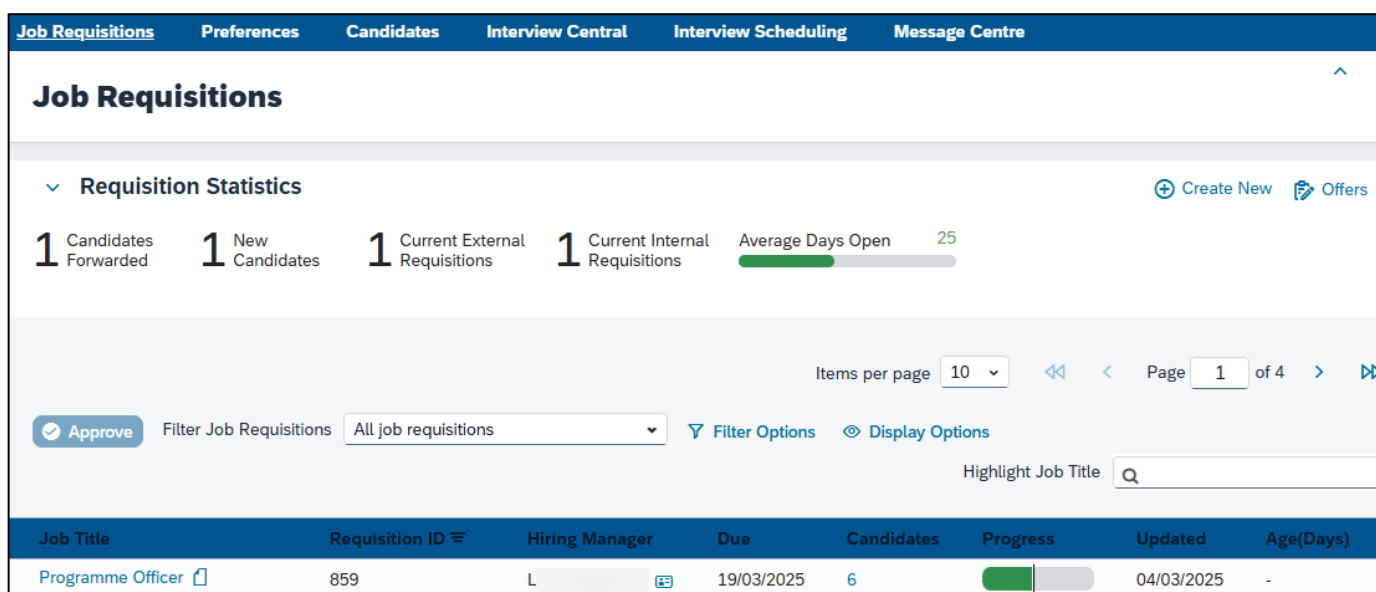 Job Requisitions Preferences Candidates Interview Central Interview Scheduling Message Centre
Job Requisitions
Requisition Statistics Create New Offers
1 Candidates Forwarded 1 New Candidates 1 Current External Requisitions 1 Current Internal Requisitions Average Days Open 25
Items per page 10 Page 1 of 4
Approve Filter Job Requisitions All job requisitions Filter Options Display Options
Highlight Job Title
Job Title Requisition ID Hiring Manager Due Candidates Progress Updated Age(Days)
Programme Officer 859 L 19/03/2025 6 04/03/2025 -